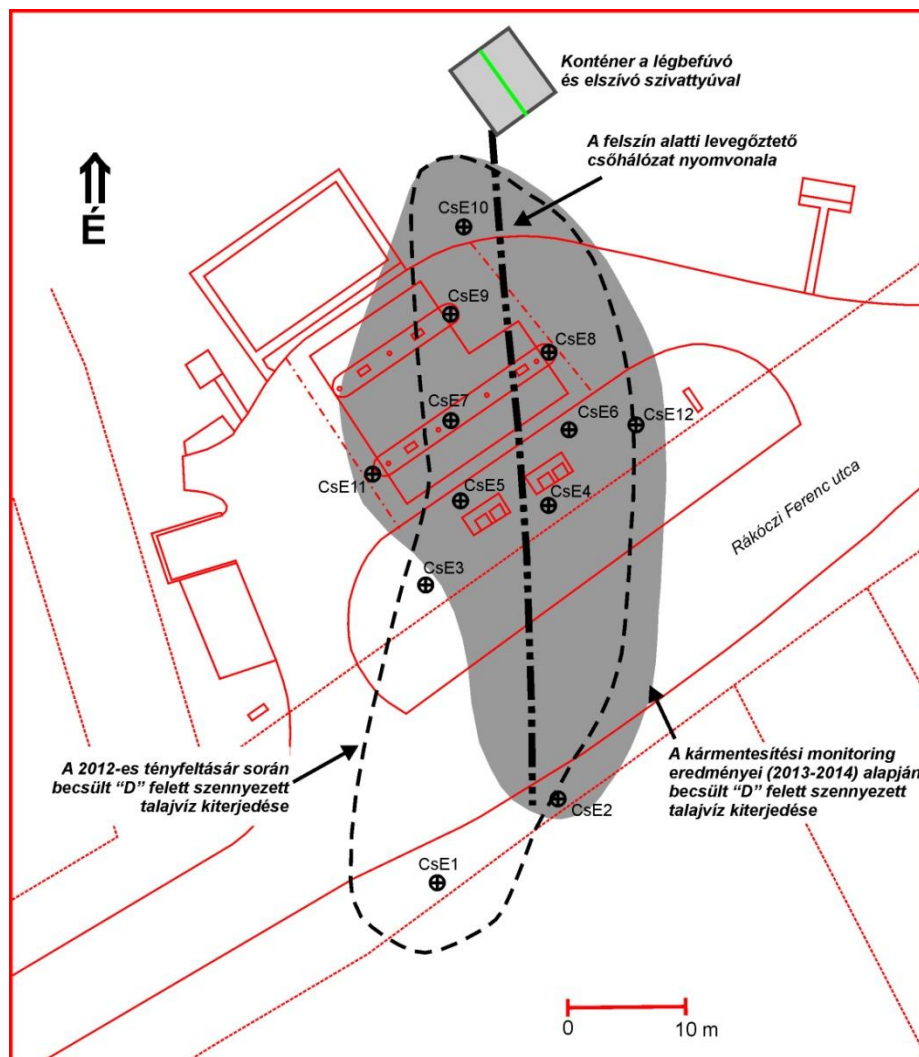 Konténer a légbefúvó
és elszívó szivattyúval
A felszín alatti levegőztető
csőhálózat nyomvonala
É
CsE10
CsE9
CsE8
CsE7
CsE6
CsE12
CsE11
CsE5
CsE4
Rákóczi Ferenc utca
CsE3
A 2012-es tényfeltásár során
becsült “D” felett szennyezett
talajvíz kiterjedése
A kármentesítési monitoring
eredményei (2013-2014) alapján
becsült “D” felett szennyezett
talajvíz kiterjedése
CsE2
CsE1
0 10 m